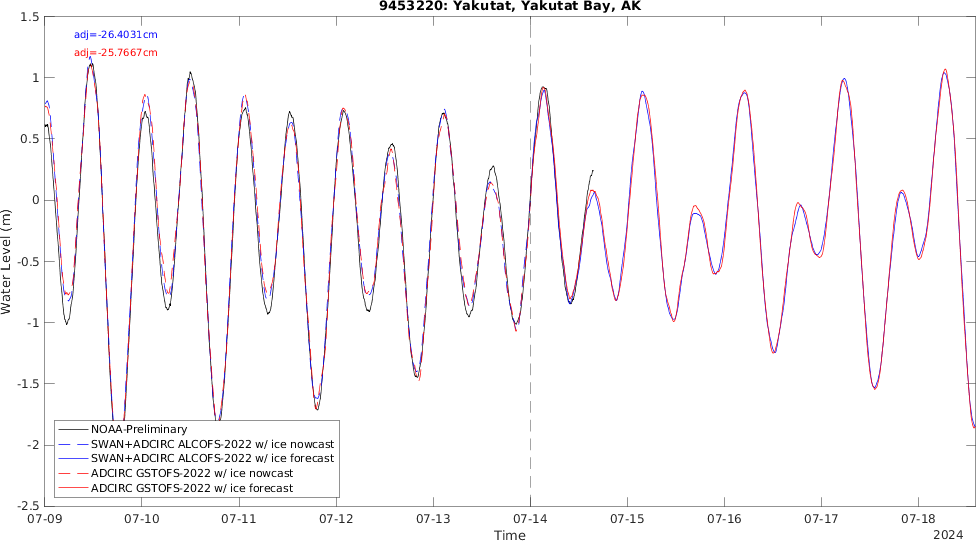 9453220: Yakutat, Yakutat Bay, AK
adj=-26.4031cm
adj=-25.7667cm
Water Level (m)
1.5
1
0.5
0
-0.5
-1
-1.5
-2
-2.5
NOAA-Preliminary
SWAN+ADCIRC ALCOFS-2022 w/ ice nowcast
SWAN+ADCIRC ALCOFS-2022 w/ ice forecast
ADCIRC GSTOFS-2022 w/ ice nowcast
ADCIRC GSTOFS-2022 w/ ice forecast
07-09 07-10 07-11 07-12 07-13 07-14 07-15 07-16 07-17 07-18
Time
2024